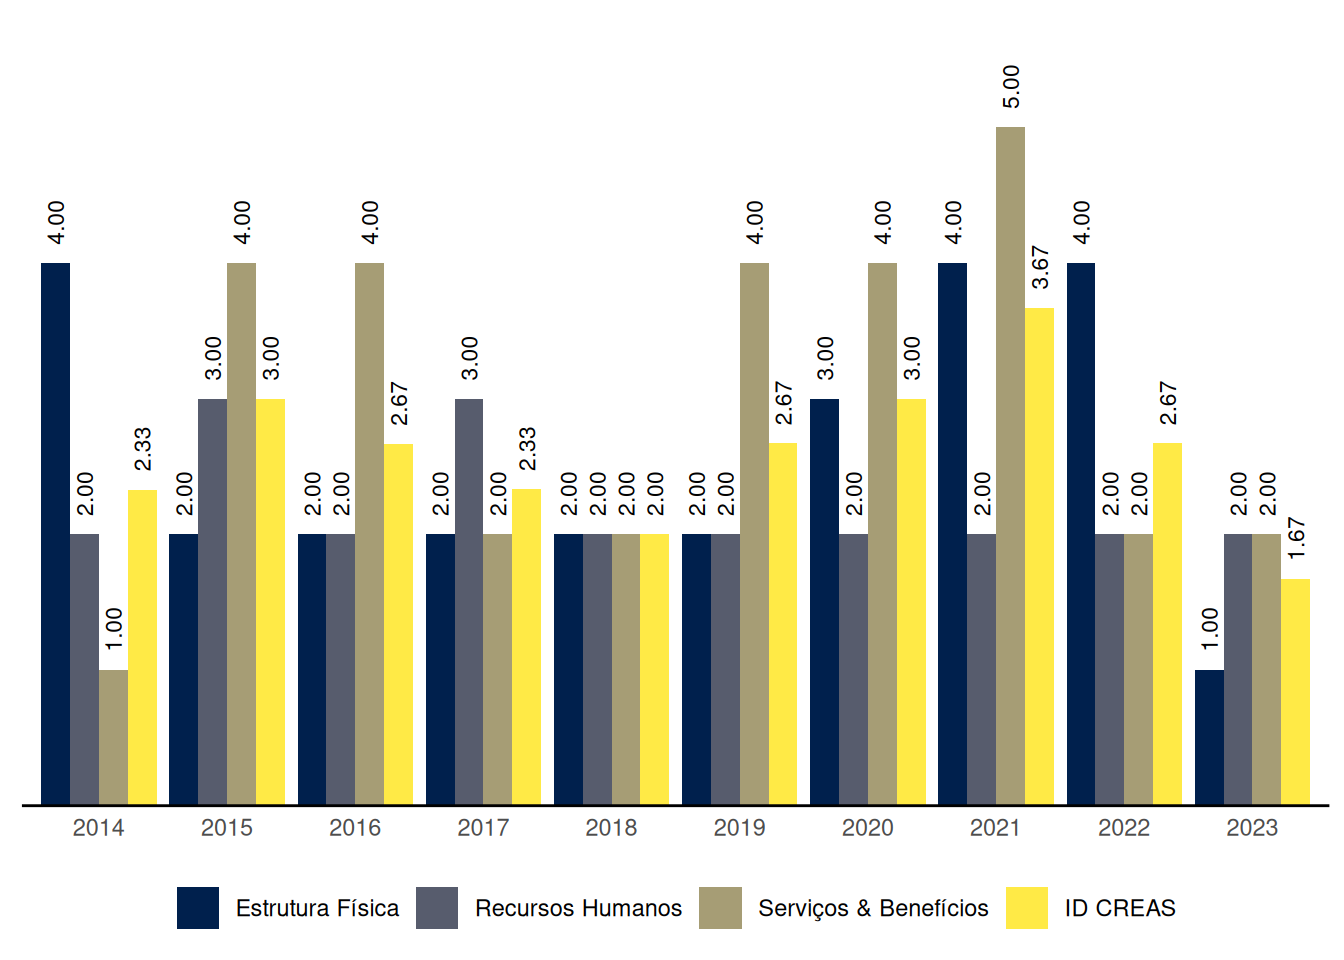 5.00
4.00 4.00 4.00 4.00 4.00 4.00 4.00
3.67
3.00 3.00 3.00 3.00 3.00
2.67 2.67 2.67
2.33 2.33
2.00 2.00 2.00 2.00 2.00 2.00 2.00 2.00 2.00 2.00 2.00 2.00 2.00 2.00 2.00 2.00 2.00 2.00 2.00
1.67
1.00 1.00
2014 2015 2016 2017 2018 2019 2020 2021 2022 2023
Estrutura Física Recursos Humanos Serviços & Benefícios ID CREAS